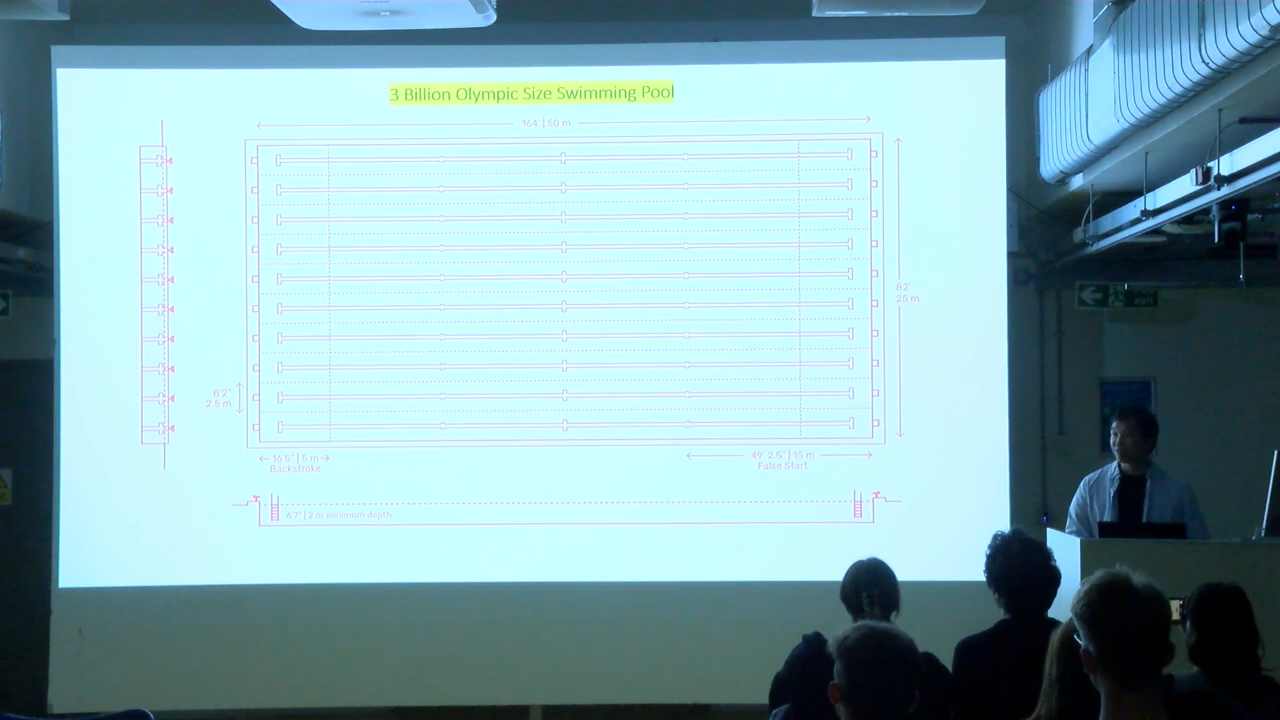 3 Billion Olympic Size Swimming Pool
164' | 50 m
82'
25 m
8'2"
2.5 m
16'5" | 5 m
Backstroke
49' 2.5" | 15 m
False Start
6'7" | 2 m minimum depth